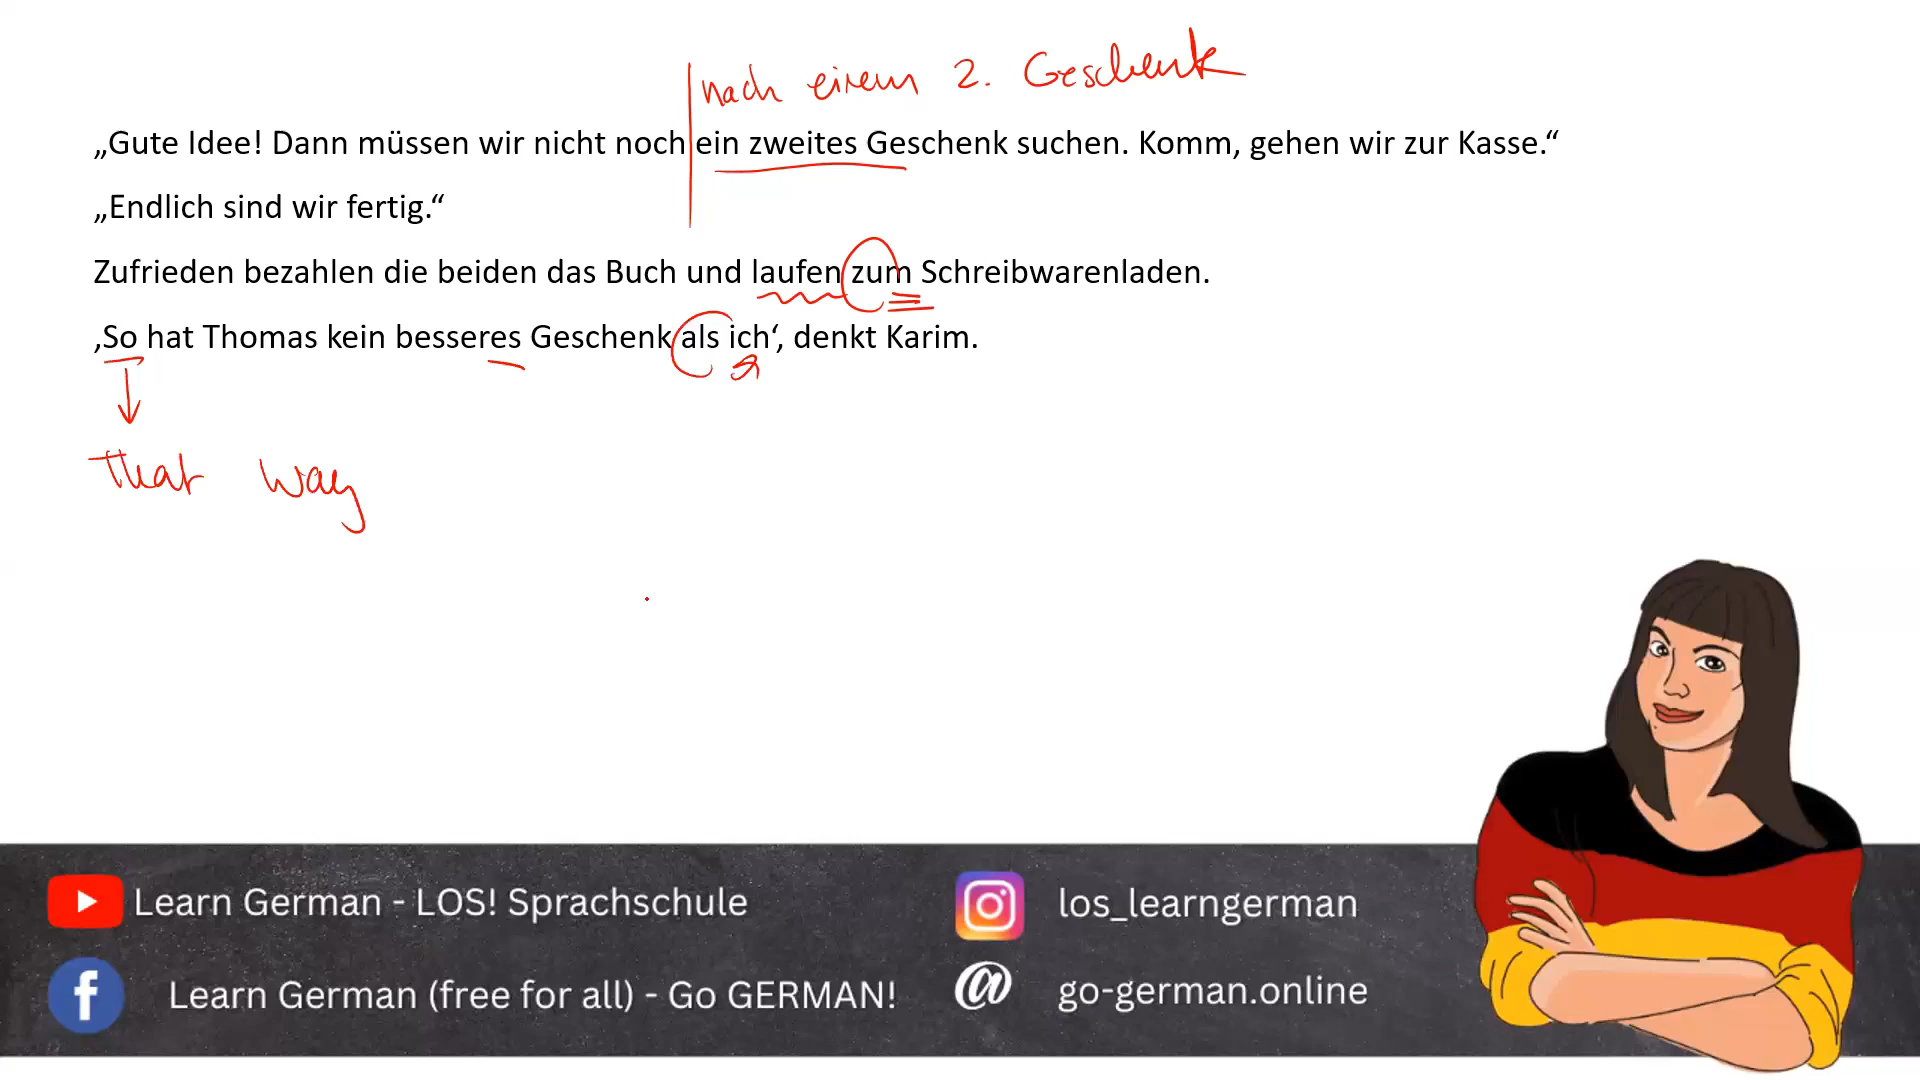 nach einem 2. Geschenk
„Gute Idee! Dann müssen wir nicht noch ein zweites Geschenk suchen. Komm, gehen wir zur Kasse.“
„Endlich sind wir fertig.“
Zufrieden bezahlen die beiden das Buch und laufen zum Schreibwarenladen.
‚So hat Thomas kein besseres Geschenk als ich‘, denkt Karim.
that way
Learn German - LOS! Sprachschule
los_learngerman
Learn German (free for all) - Go GERMAN!
@ go-german.online